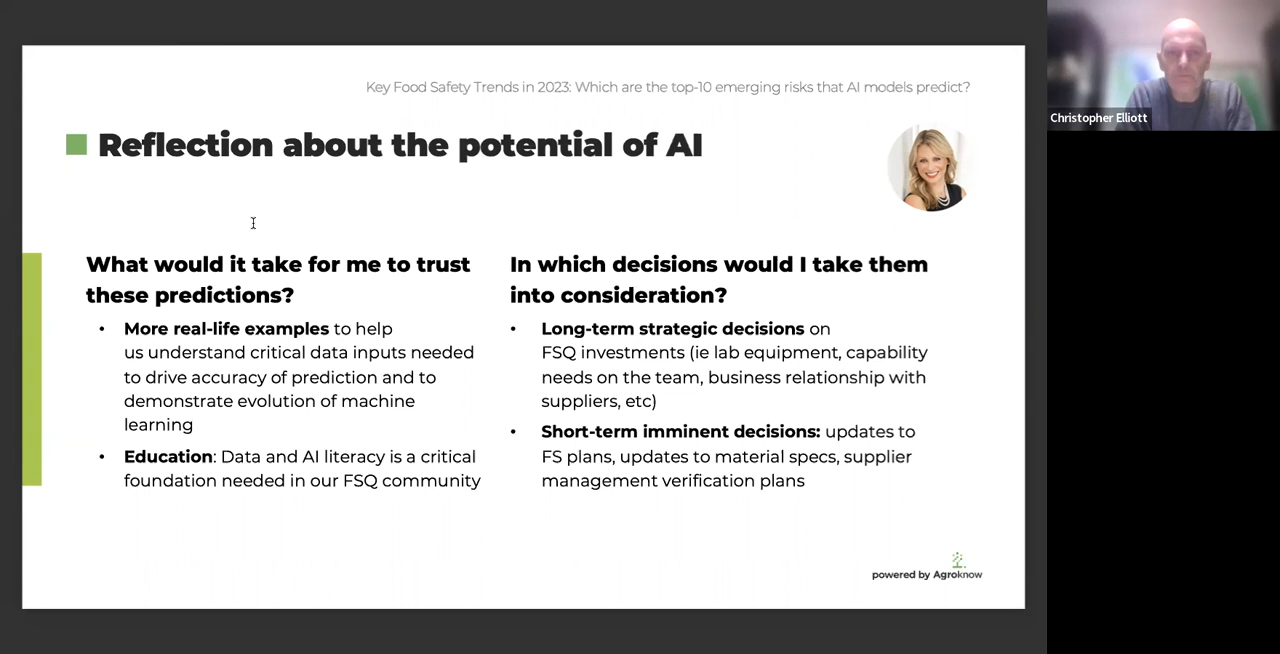 Key Food Safety Trends in 2023: Which are the top-10 emerging risks that AI models predict?
Reflection about the potential of AI
What would it take for me to trust
these predictions?
• More real-life examples to help
us understand critical data inputs needed
to drive accuracy of prediction and to
demonstrate evolution of machine
learning
• Education: Data and AI literacy is a critical
foundation needed in our FSQ community
In which decisions would I take them
into consideration?
• Long-term strategic decisions on
FSQ investments (ie lab equipment, capability
needs on the team, business relationship with
suppliers, etc)
• Short-term imminent decisions: updates to
FS plans, updates to material specs, supplier
management verification plans
powered by Agroknow
Christopher Elliott